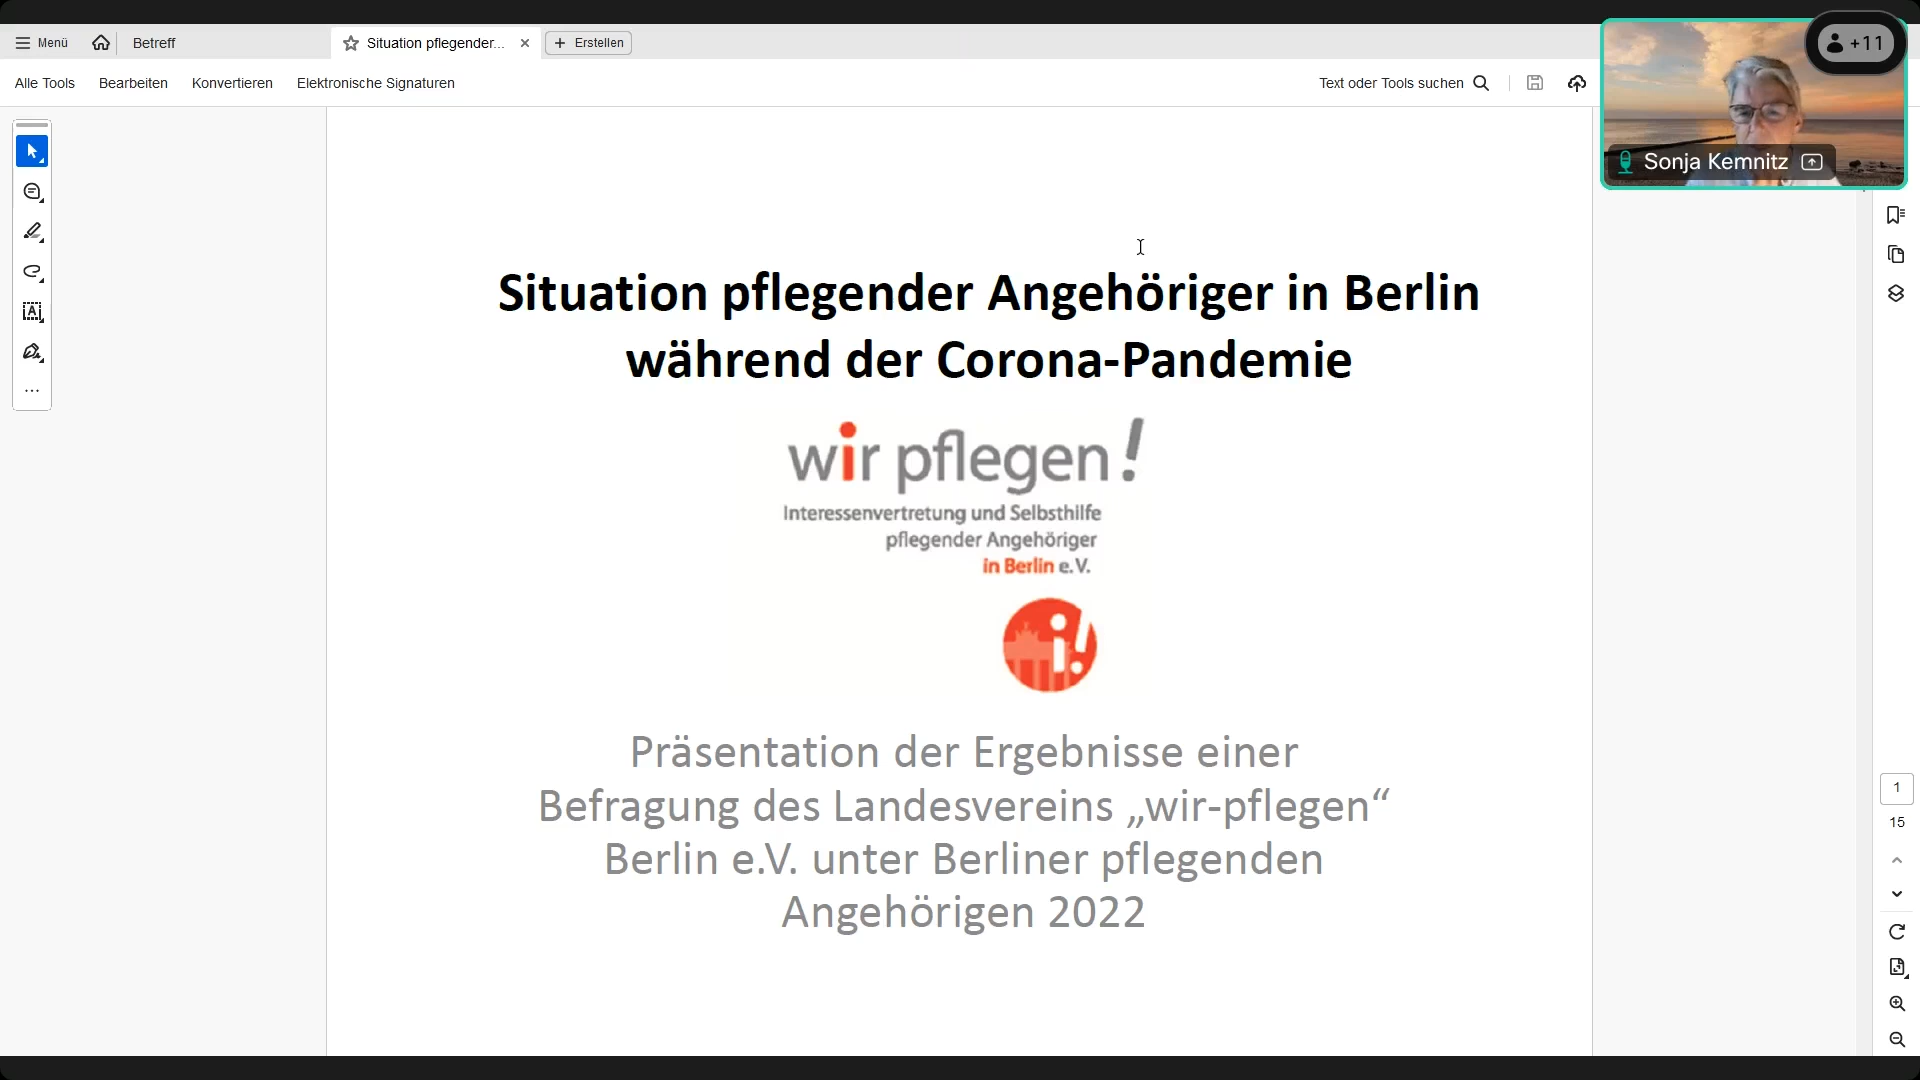 Menü
Betreff
Situation pflegender...
Erstellen
+11
Alle Tools
Bearbeiten
Konvertieren
Elektronische Signaturen
Text oder Tools suchen
Sonja Kemnitz
Situation pflegender Angehöriger in Berlin
während der Corona-Pandemie
wir pflegen!
Interessenvertretung und Selbsthilfe
pflegender Angehöriger
in Berlin e.V.
i!
Präsentation der Ergebnisse einer
Befragung des Landesvereins „wir-pflegen“
Berlin e.V. unter Berliner pflegenden
Angehörigen 2022
1
15